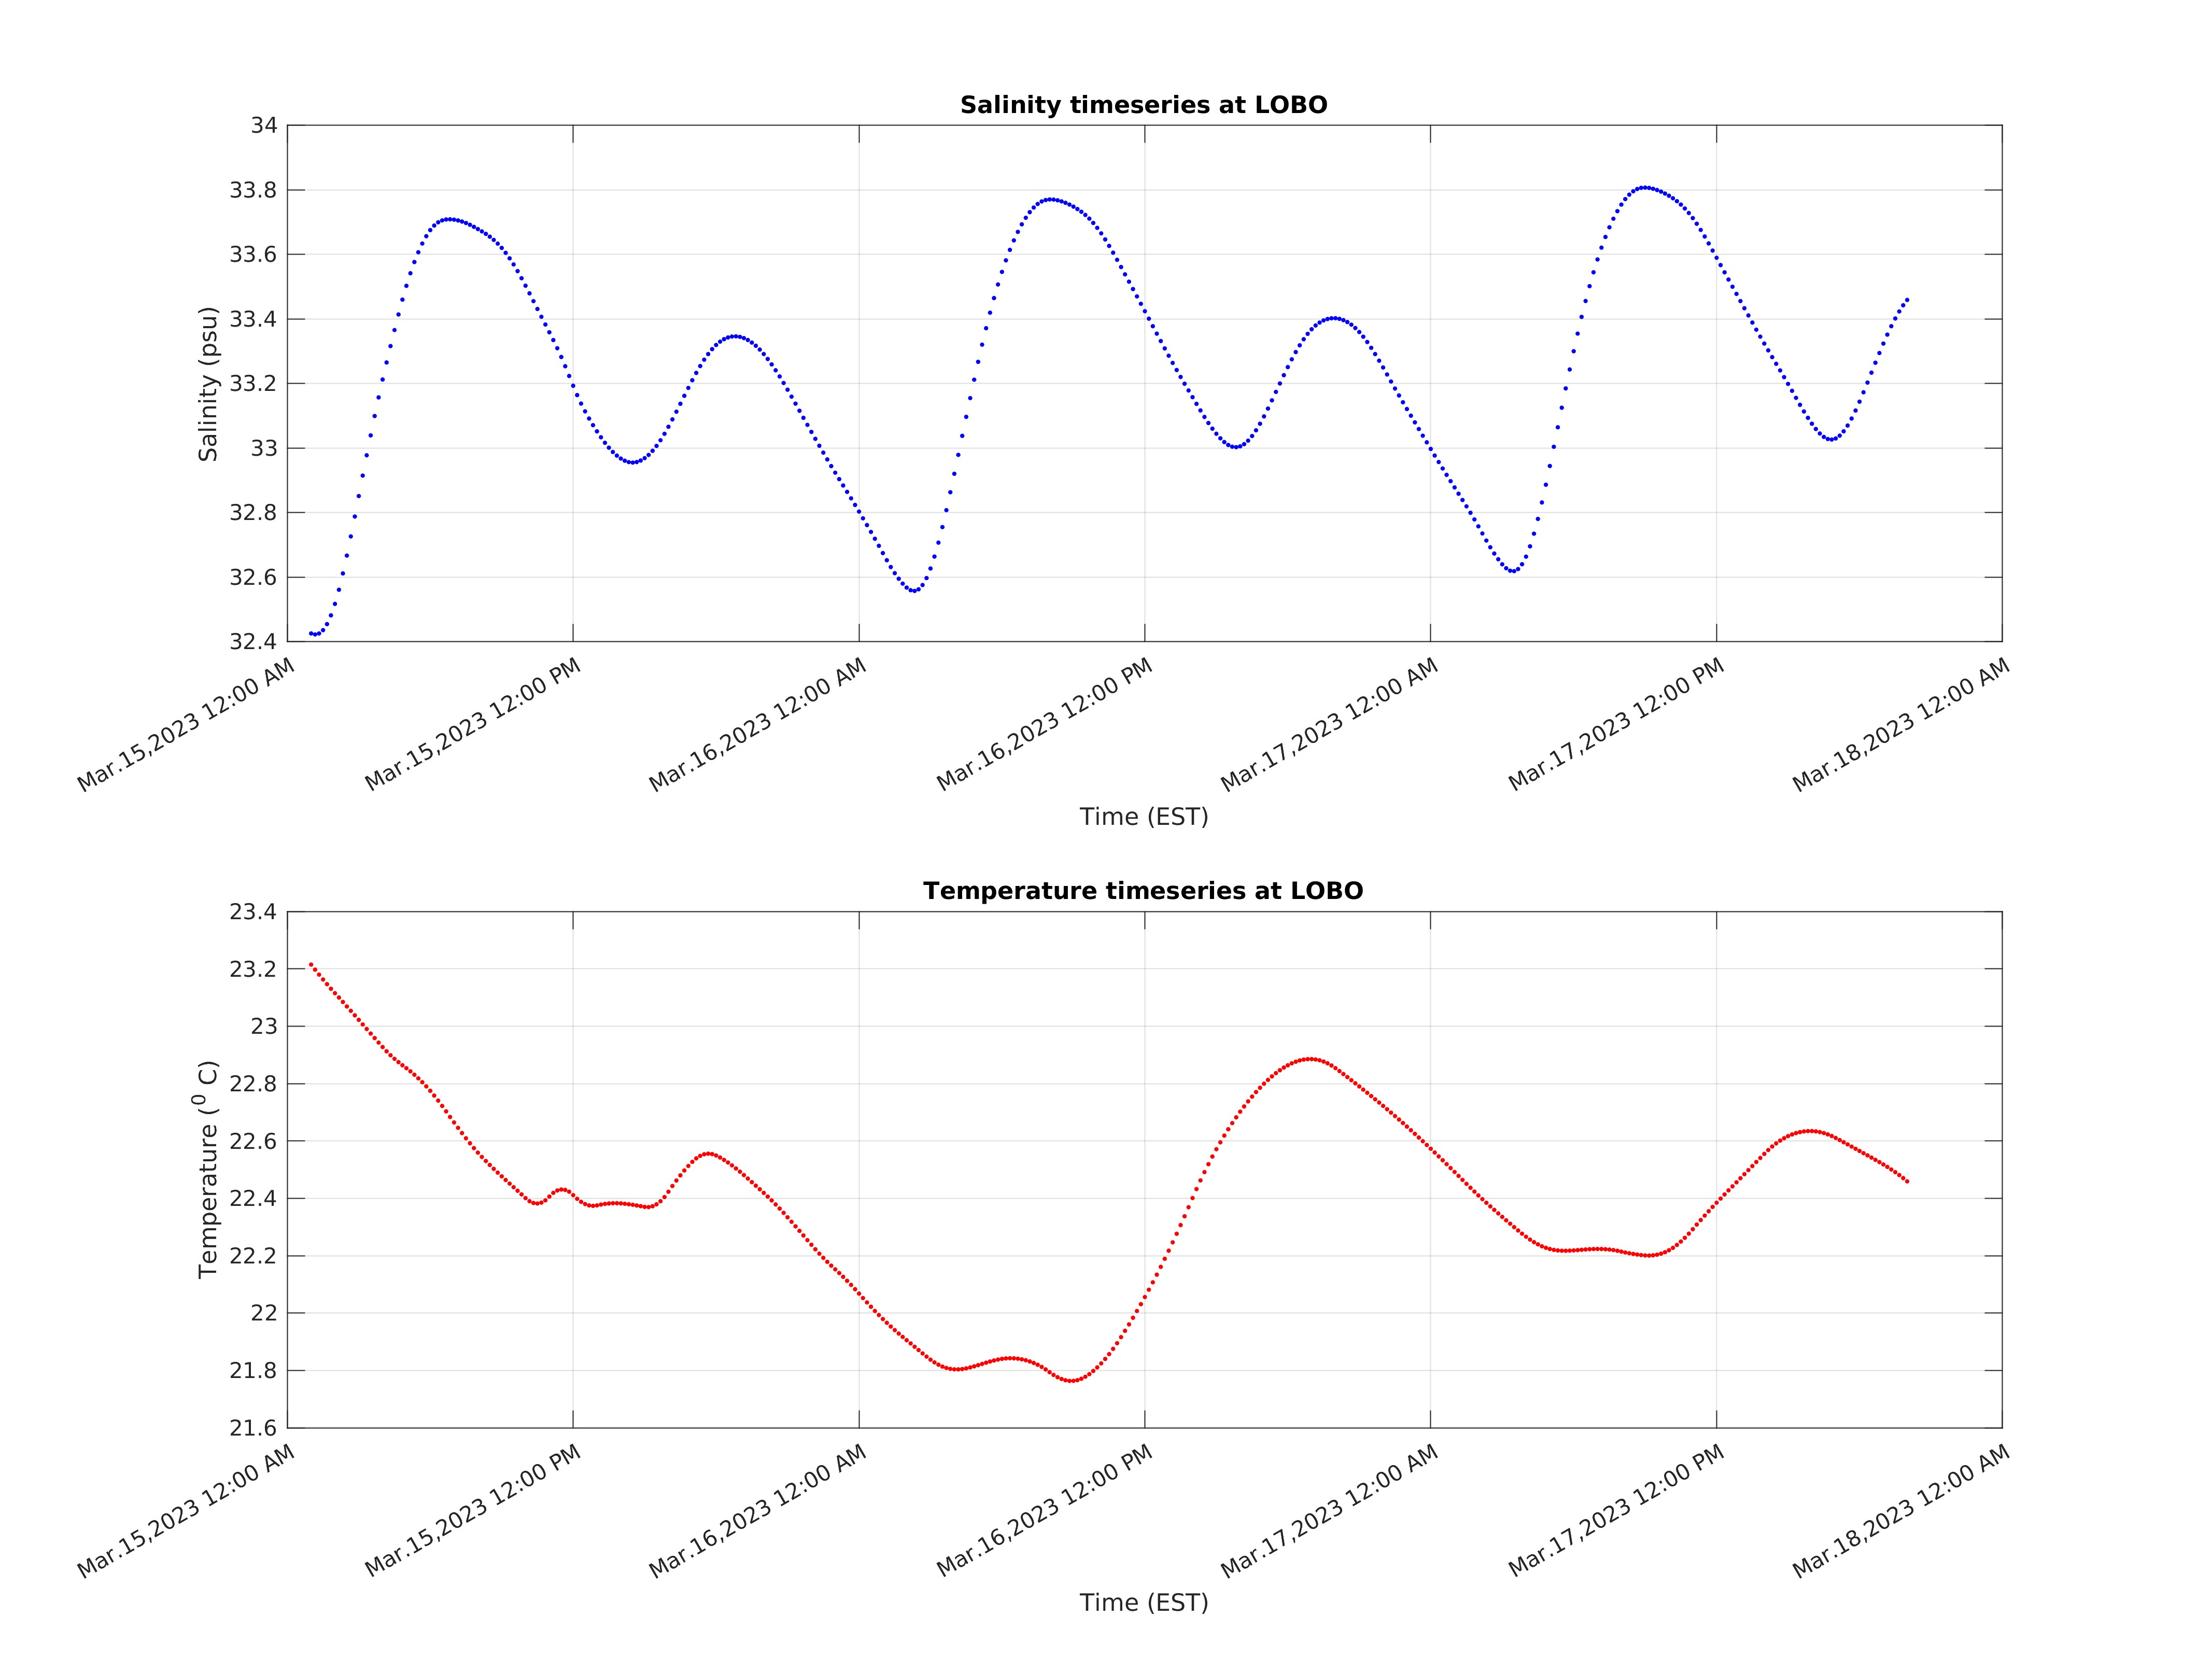 Salinity timeseries at LOBO
Salinity (psu)
34
33.8
33.6
33.4
33.2
33
32.8
32.6
32.4
Mar.15,2023 12:00 AM
Mar.15,2023 12:00 PM
Mar.16,2023 12:00 AM
Mar.16,2023 12:00 PM
Mar.17,2023 12:00 AM
Mar.17,2023 12:00 PM
Mar.18,2023 12:00 AM
Time (EST)
Temperature timeseries at LOBO
Temperature (⁰ C)
23.4
23.2
23
22.8
22.6
22.4
22.2
22
21.8
21.6
Mar.15,2023 12:00 AM
Mar.15,2023 12:00 PM
Mar.16,2023 12:00 AM
Mar.16,2023 12:00 PM
Mar.17,2023 12:00 AM
Mar.17,2023 12:00 PM
Mar.18,2023 12:00 AM
Time (EST)